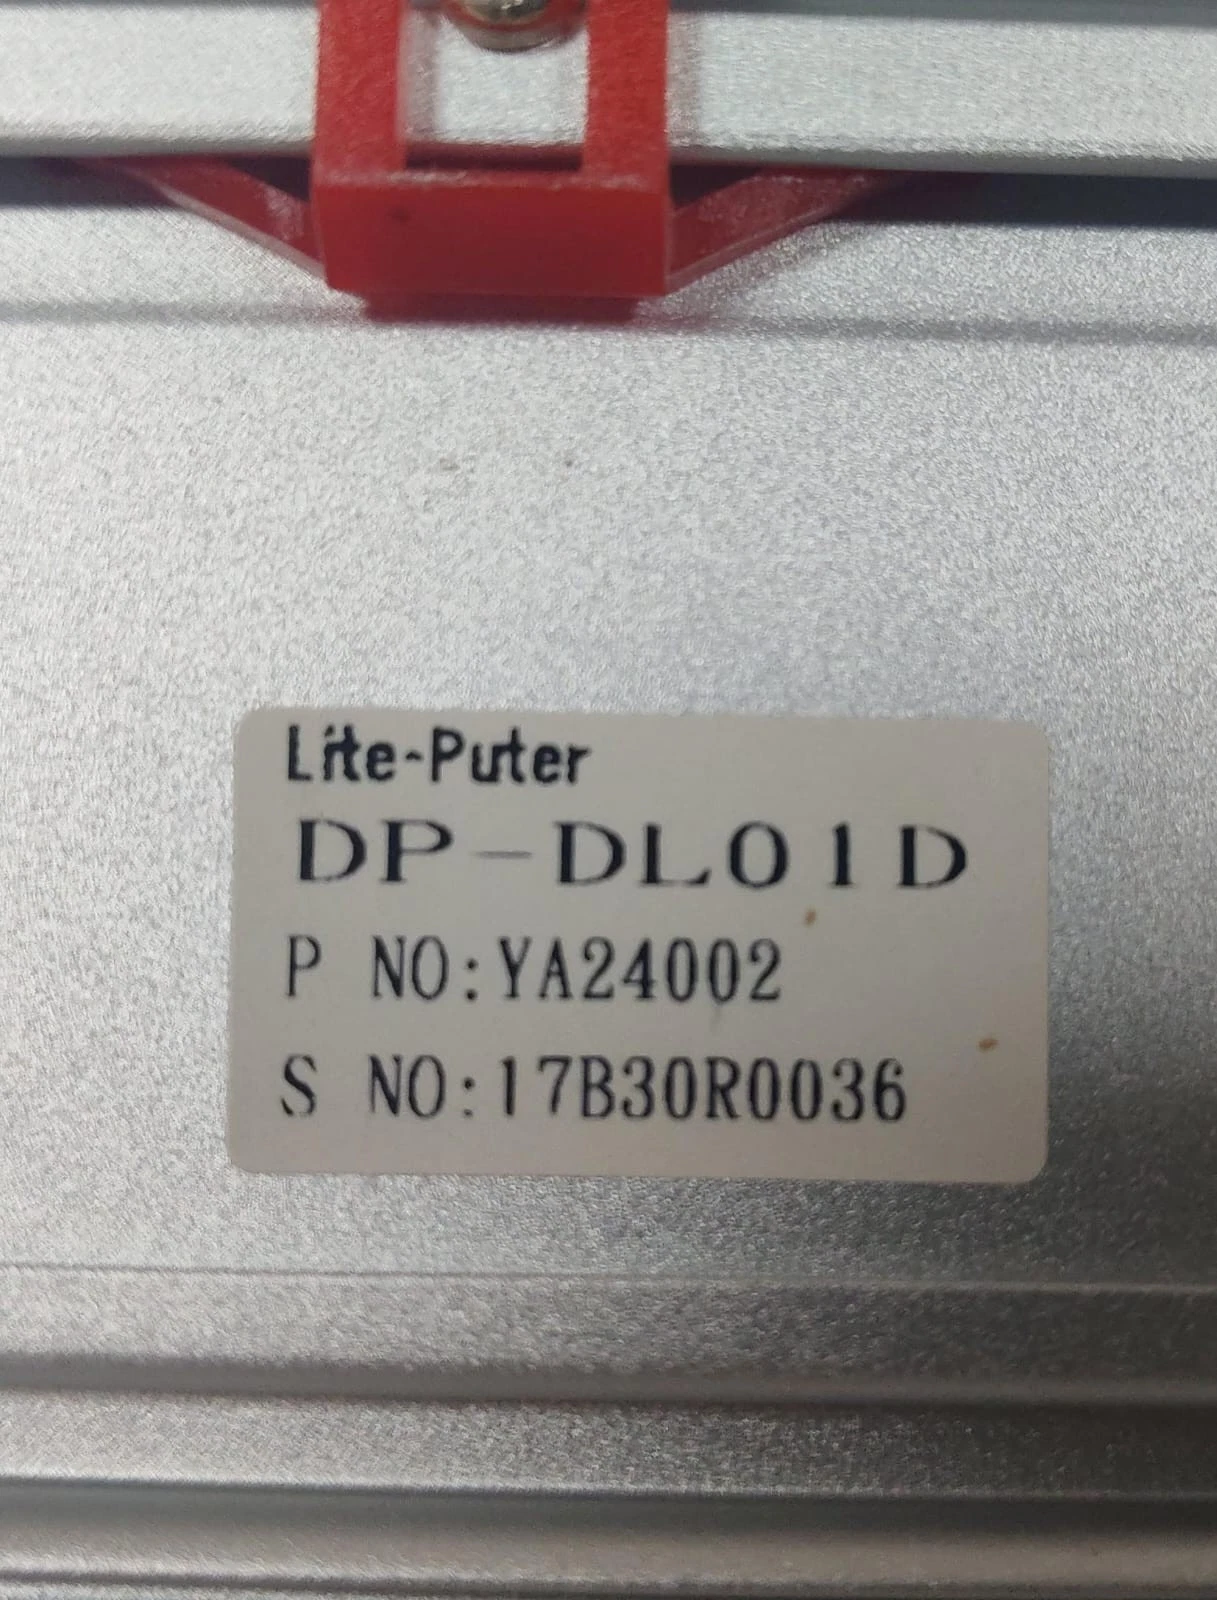 Lite-Puter
DP-DL01D
P NO:YA24002
S NO:17B30R0036